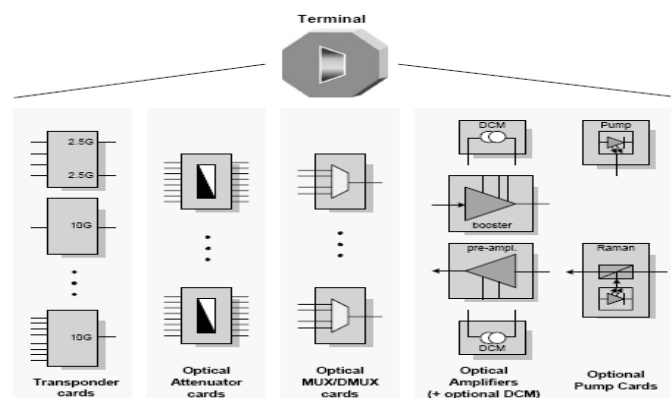 Terminal
2.5G
2.5G
10G
10G
Transponder
cards
Optical
Attenuator
cards
Optical
MUX/DMUX
cards
DCM
booster
pre-ampl.
DCM
Optical
Amplifiers
(+ optional DCM)
Pump
Raman
Optional
Pump Cards